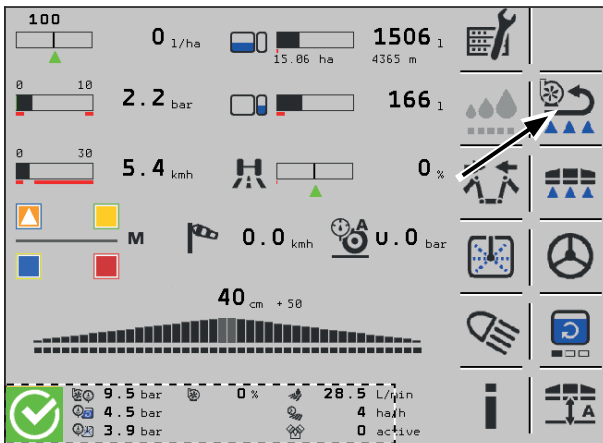 100
0 l/ha
1506 l
15.06 ha 4365 m
0 10
2.2 bar
166 l
0 30
5.4 kmh
0 %
M
0.0 kmh
A
U.0 bar
40 cm + 50
9.5 bar 0 % 28.5 L/min
4.5 bar 4 ha/h
3.9 bar 0 active
i
A